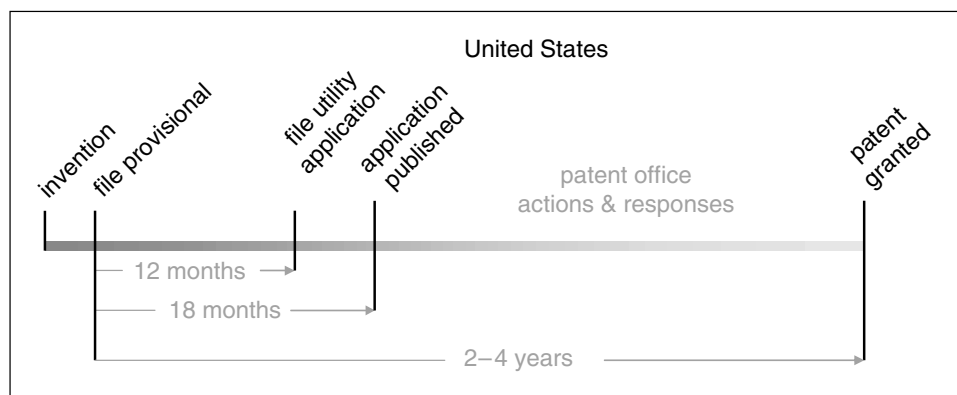 United States
invention
file provisional
file utility
application
application
published
patent office
actions & responses
patent
granted
12 months
18 months
2–4 years